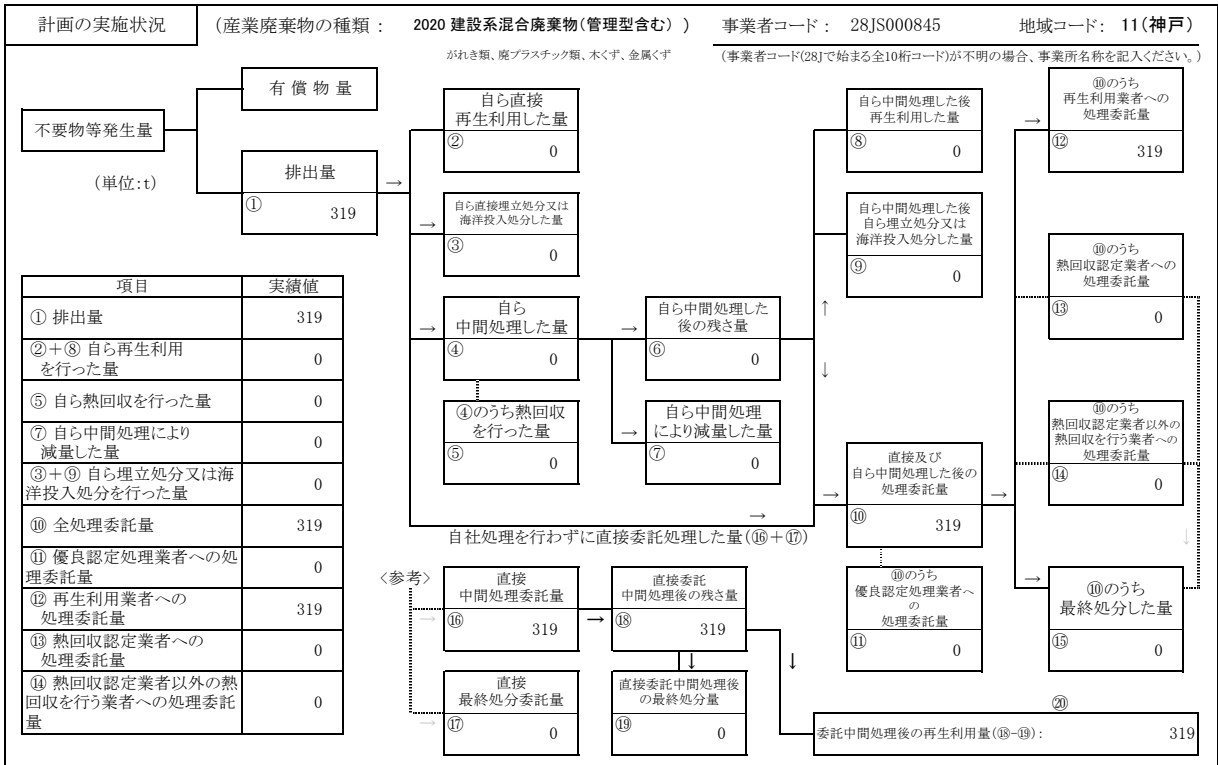 計画の実施状況
(産業廃棄物の種類： 2020 建設系混合廃棄物(管理型含む) )
事業者コード： 28JS000845
地域コード： 11(神戸)
がれき類、廃プラスチック類、木くず、金属くず
(事業者コード(28Jで始まる全10桁コード)が不明の場合、事業所名称を記入ください。)
不要物等発生量
(単位:t)
有償物量
排出量
→
①
319
自ら直接
再生利用した量
②
0
→
自ら直接埋立処分又は
海洋投入処分した量
③
0
→
自ら
中間処理した量
④
0
④のうち熱回収
を行った量
⑤
0
→
自ら中間処理した
後の残さ量
⑥
0
→
自ら中間処理
により減量した量
⑦
0
自ら中間処理した後
再生利用した量
⑧
0
自ら中間処理した後
自ら埋立処分又は
海洋投入処分した量
⑨
0
↑
↓
→
直接及び
自ら中間処理した後の
処理委託量
→
⑩
319
⑩のうち
優良認定処理業者へ
の
処理委託量
⑪
0
→
⑩のうち
再生利用業者への
処理委託量
⑫
319
⑩のうち
熱回収認定業者への
処理委託量
⑬
0
⑩のうち
熱回収認定業者以外の
熱回収を行う業者への
処理委託量
⑭
0
↓
→
⑩のうち
最終処分した量
⑮
0
項目 実績値
① 排出量 319
②＋⑧ 自ら再生利用
を行った量 0
⑤ 自ら熱回収を行った量 0
⑦ 自ら中間処理により
減量した量 0
③＋⑨ 自ら埋立処分又は海
洋投入処分を行った量 0
⑩ 全処理委託量 319
⑪ 優良認定処理業者への処
理委託量 0
⑫ 再生利用業者への
処理委託量 319
⑬ 熱回収認定業者への
処理委託量 0
⑭ 熱回収認定業者以外の熱
回収を行う業者への処理委託
量 0
→
自社処理を行わずに直接委託処理した量(⑯＋⑰)
〈参考〉
直接
中間処理委託量
→
⑯
319
→
直接委託
中間処理後の残さ量
⑱
319
↓
↓
直接
最終処分委託量
→
⑰
0
直接委託中間処理後
の最終処分量
⑲
0
⑳
委託中間処理後の再生利用量(⑱-⑲)： 319